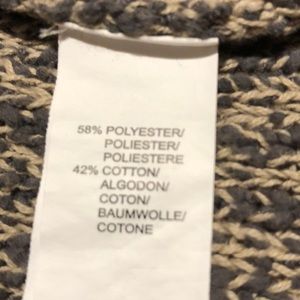 58% POLYESTER/
POLIESTER/
POLIESTERE
42% COTTON/
ALGODON/
COTON/
BAUMWOLLE/
COTONE